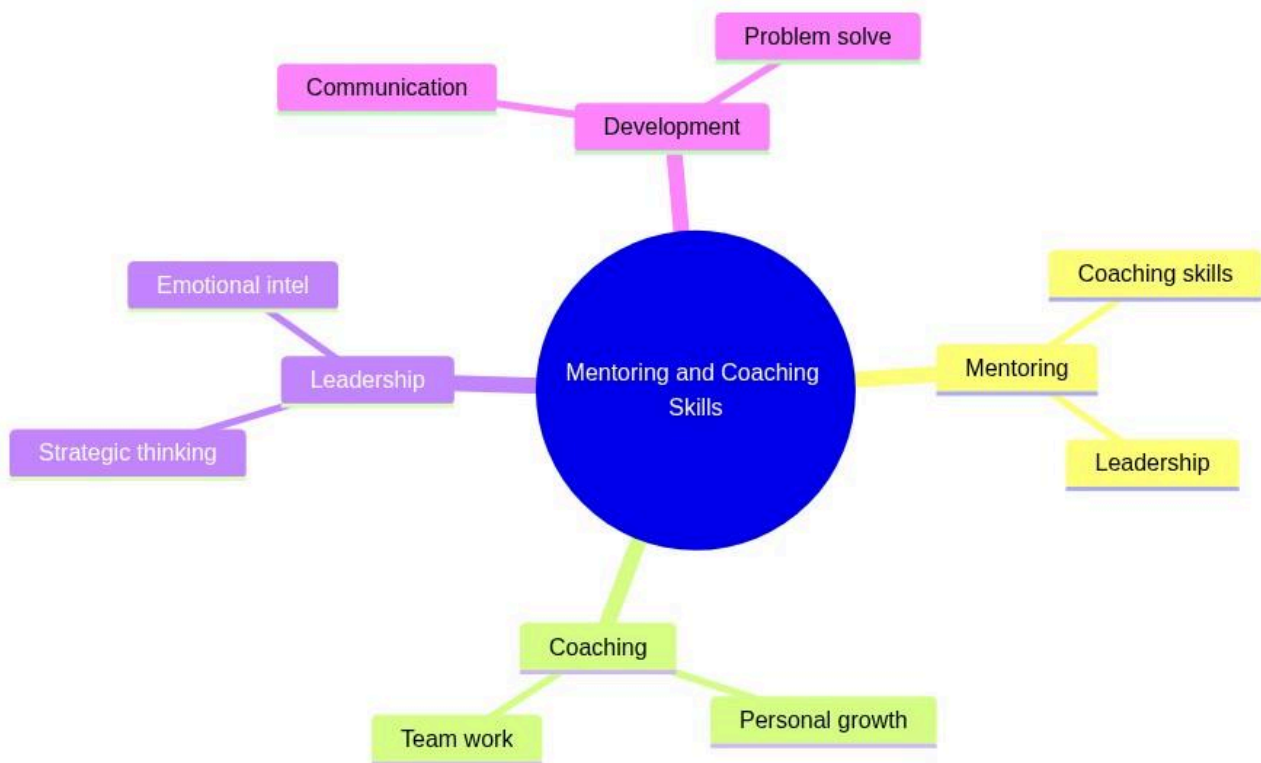 Problem solve
Communication
Development
Emotional intel
Coaching skills
Leadership
Mentoring and Coaching
Skills
Mentoring
Strategic thinking
Leadership
Coaching
Team work
Personal growth